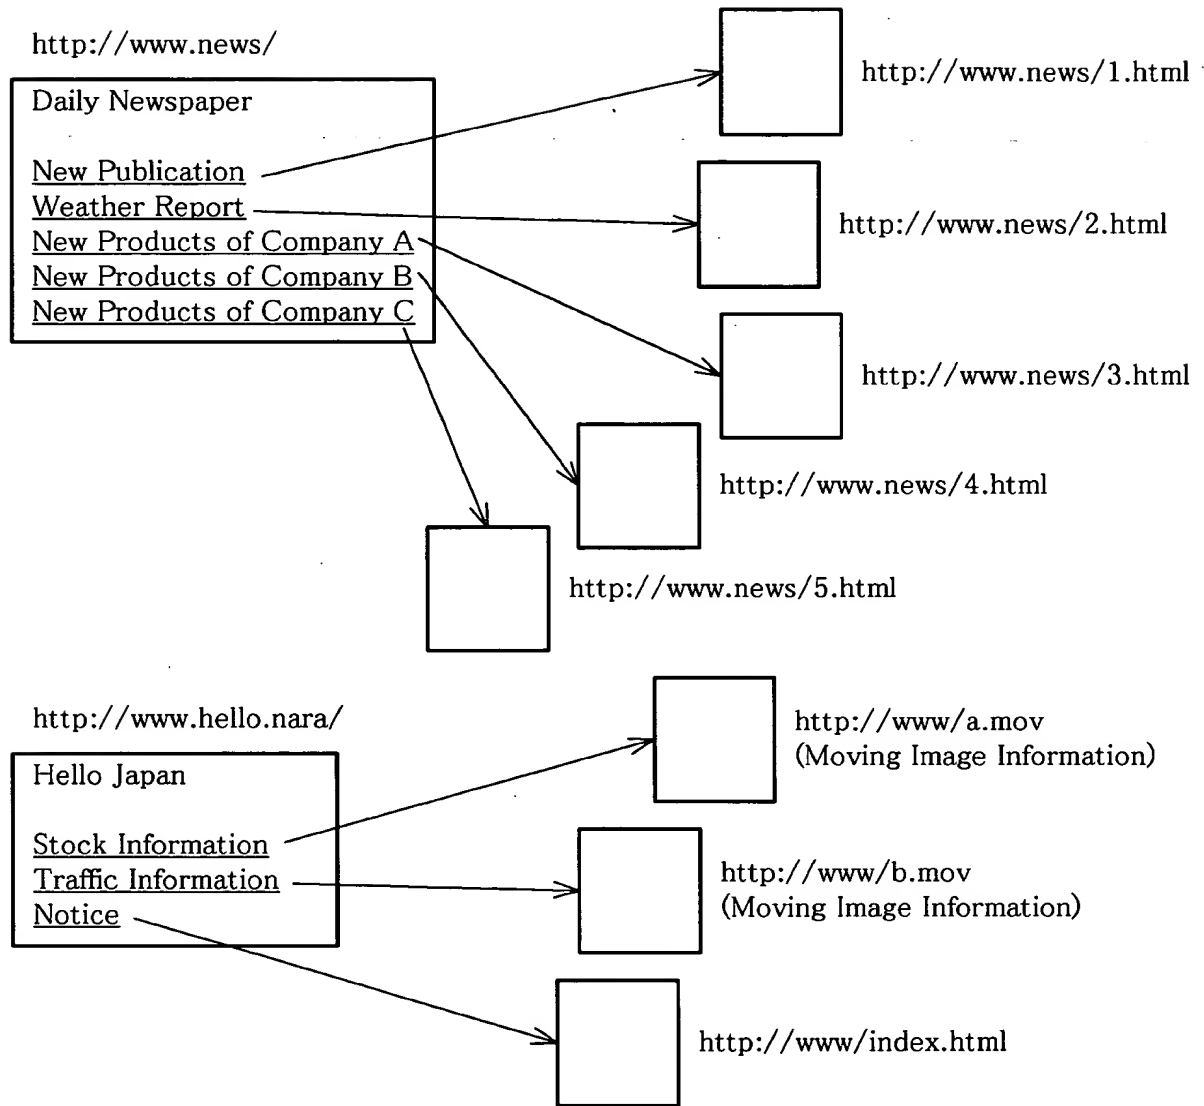 http://www.news/
Daily Newspaper
New Publication
Weather Report
New Products of Company A
New Products of Company B
New Products of Company C
http://www.news/1.html
http://www.news/2.html
http://www.news/3.html
http://www.news/4.html
http://www.news/5.html
http://www.hello.nara/
Hello Japan
Stock Information
Traffic Information
Notice
http://www/a.mov
(Moving Image Information)
http://www/b.mov
(Moving Image Information)
http://www/index.html